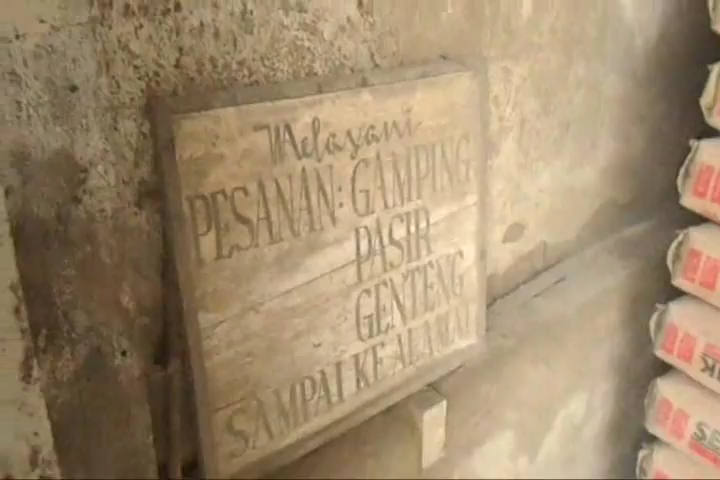 Melayani
PESANAN: GAMPING
PASIR
GENTENG
SAMPAI KE ALAMAT